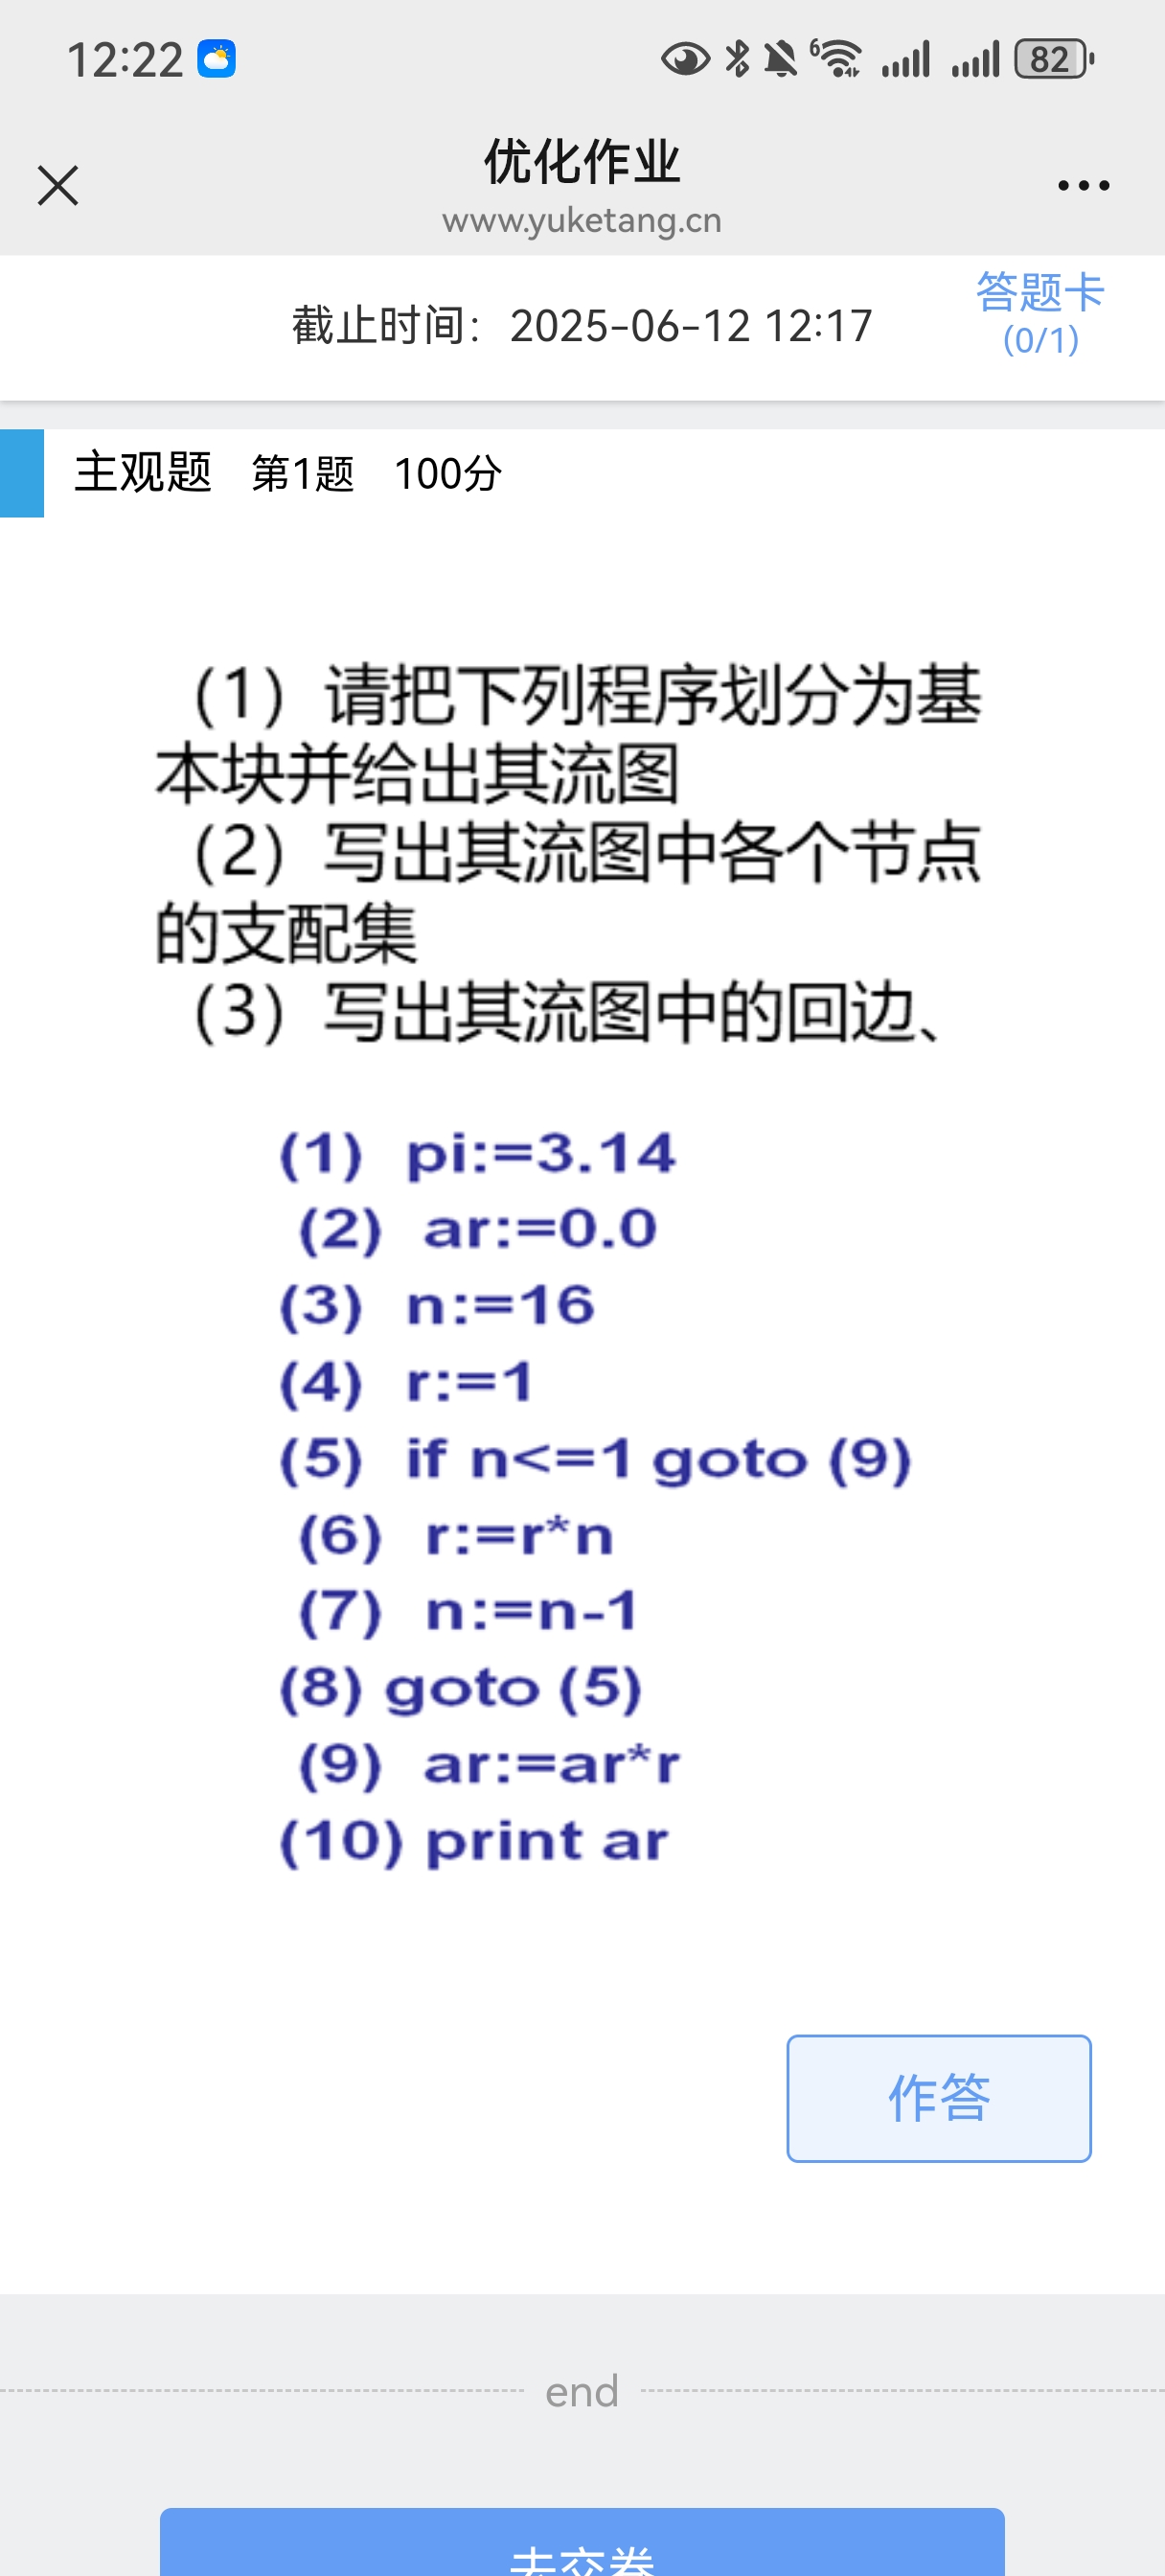 12:22
6
82
优化作业
www.yuketang.cn
截止时间：2025-06-12 12:17
答题卡
(0/1)
主观题 第1题 100分
（1）请把下列程序划分为基
本块并给出其流图
（2）写出其流图中各个节点
的支配集
（3）写出其流图中的回边、
(1) pi:=3.14
(2) ar:=0.0
(3) n:=16
(4) r:=1
(5) if n<=1 goto (9)
(6) r:=r*n
(7) n:=n-1
(8) goto (5)
(9) ar:=ar*r
(10) print ar
作答
end
去交卷